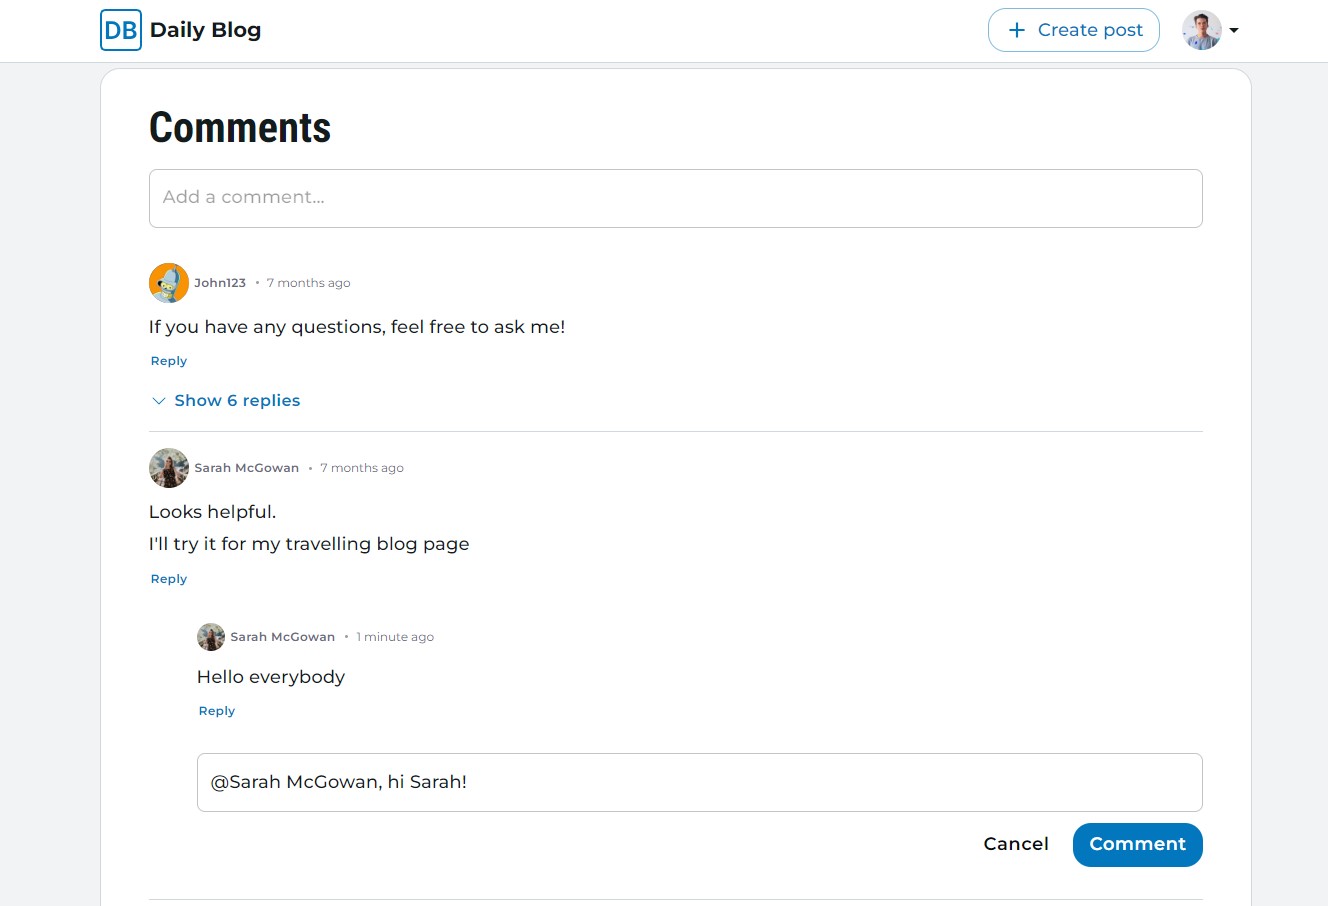 DB Daily Blog
+ Create post
Comments
Add a comment...
John123 • 7 months ago
If you have any questions, feel free to ask me!
Reply
Show 6 replies
Sarah McGowan • 7 months ago
Looks helpful.
I'll try it for my travelling blog page
Reply
Sarah McGowan • 1 minute ago
Hello everybody
Reply
@Sarah McGowan, hi Sarah!
Cancel Comment